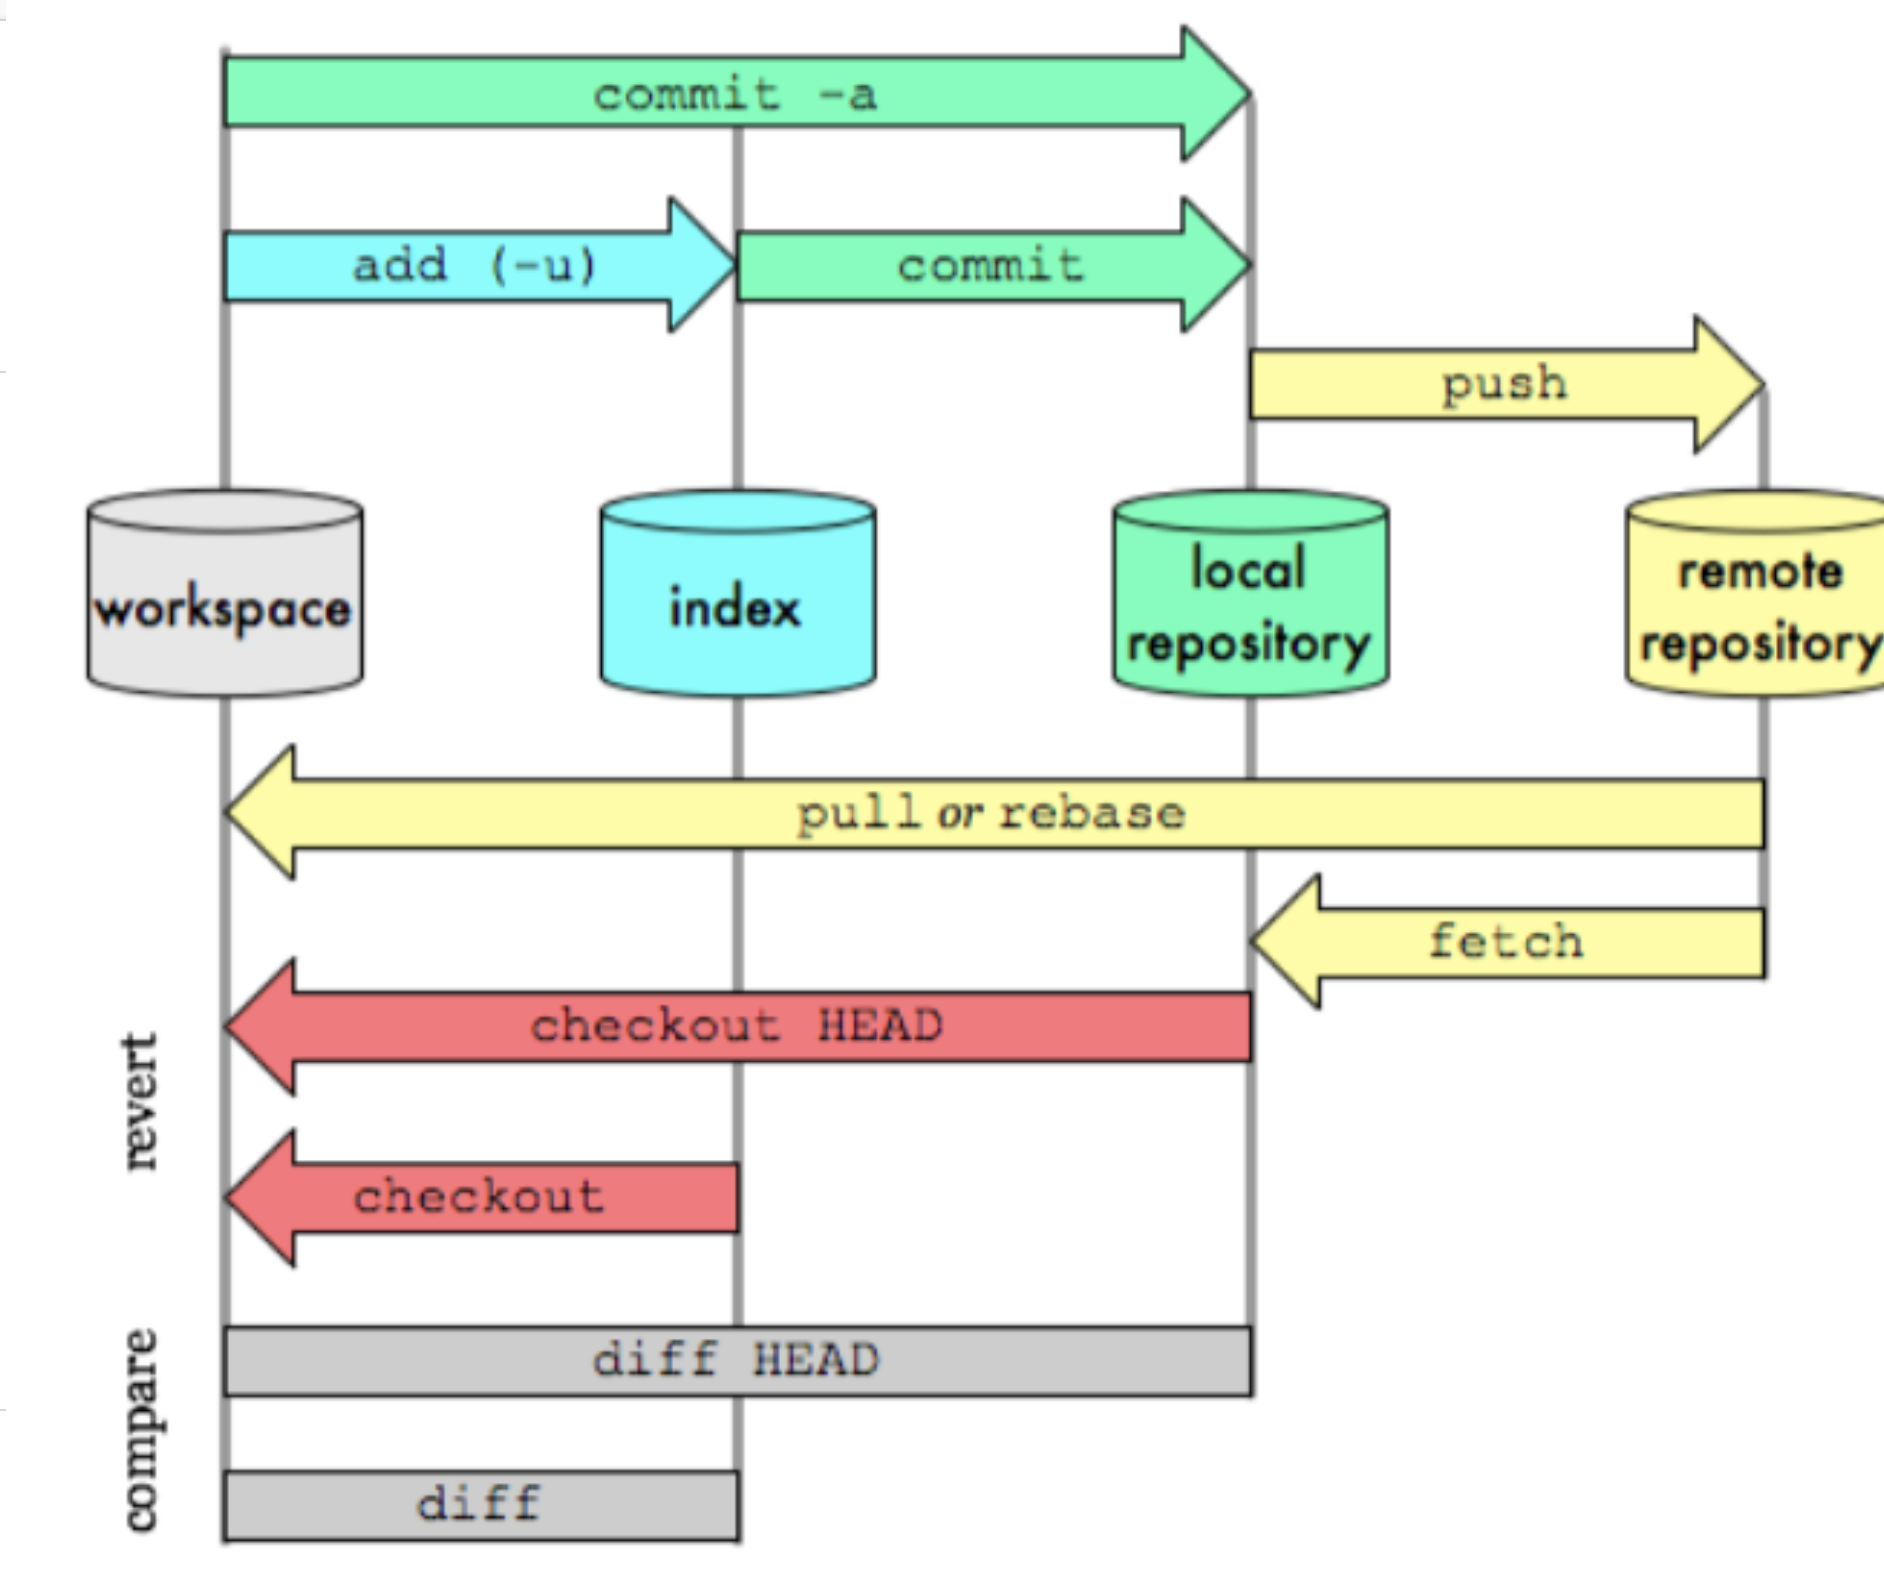 commit -a
add (-u)
commit
push
workspace
index
local
repository
remote
repository
pull or rebase
fetch
revert
checkout HEAD
checkout
compare
diff HEAD
diff